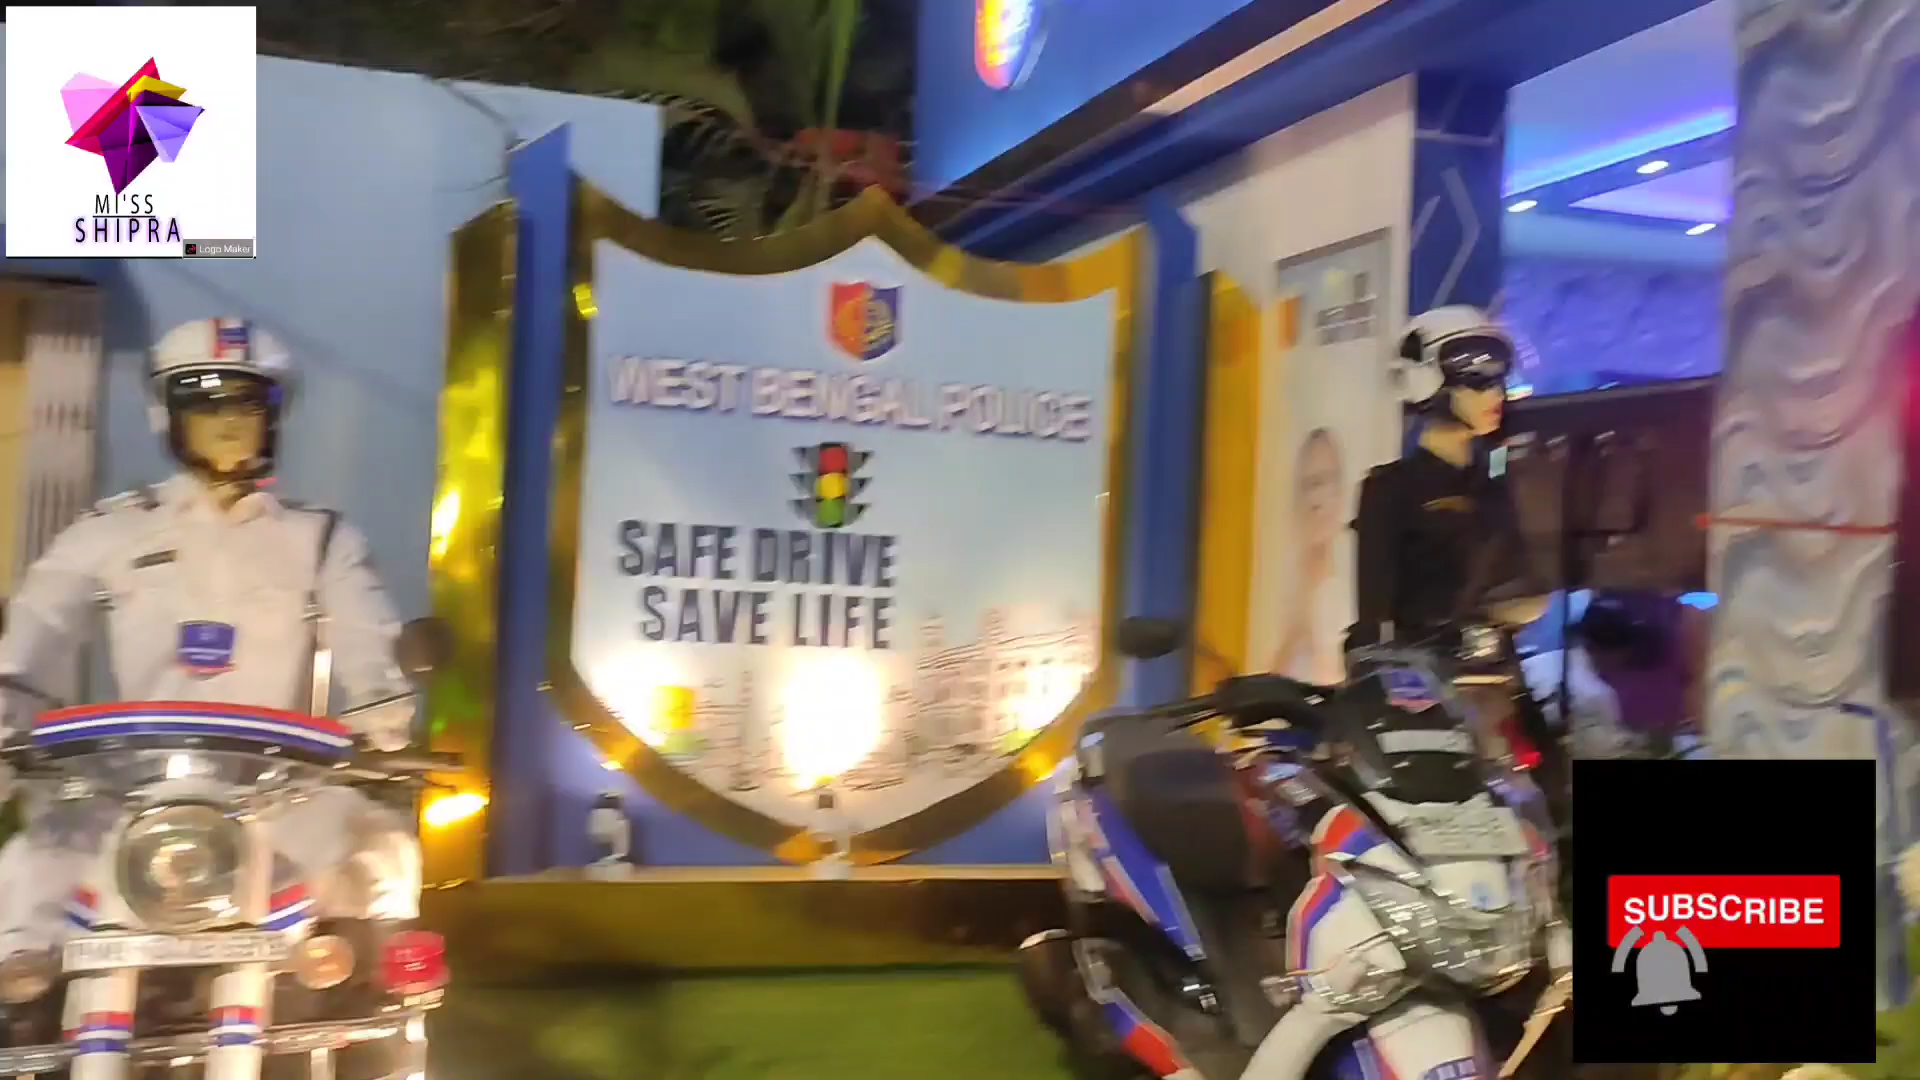 MI'SS
SHIPRA
Logo Maker
WEST BENGAL POLICE
SAFE DRIVE
SAVE LIFE
SUBSCRIBE